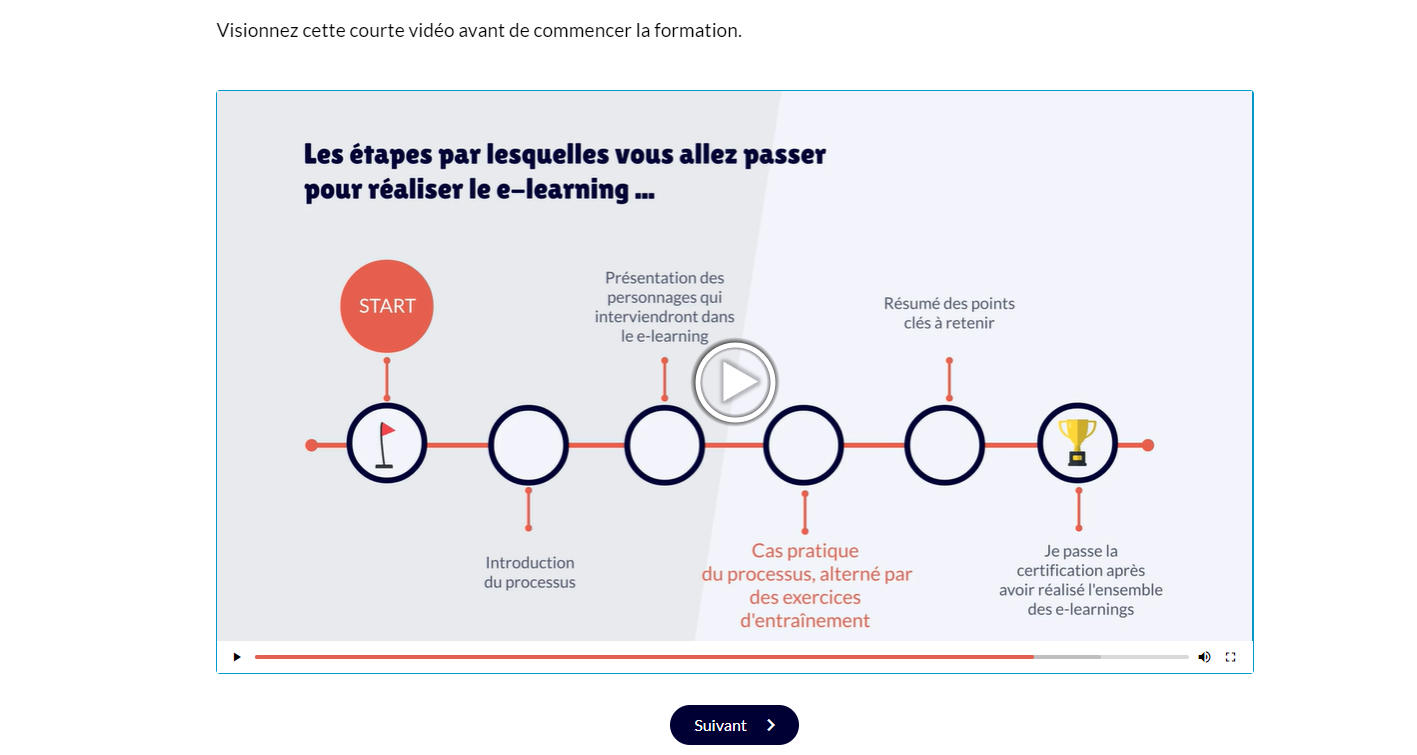 Visionnez cette courte vidéo avant de commencer la formation.
Les étapes par lesquelles vous allez passer
pour réaliser le e-learning ...
START
Introduction
du processus
Présentation des
personnages qui
interviendront dans
le e-learning
Cas pratique
du processus, alterné par
des exercices
d'entraînement
Résumé des points
clés à retenir
Je passe la
certification après
avoir réalisé l'ensemble
des e-learnings
Suivant